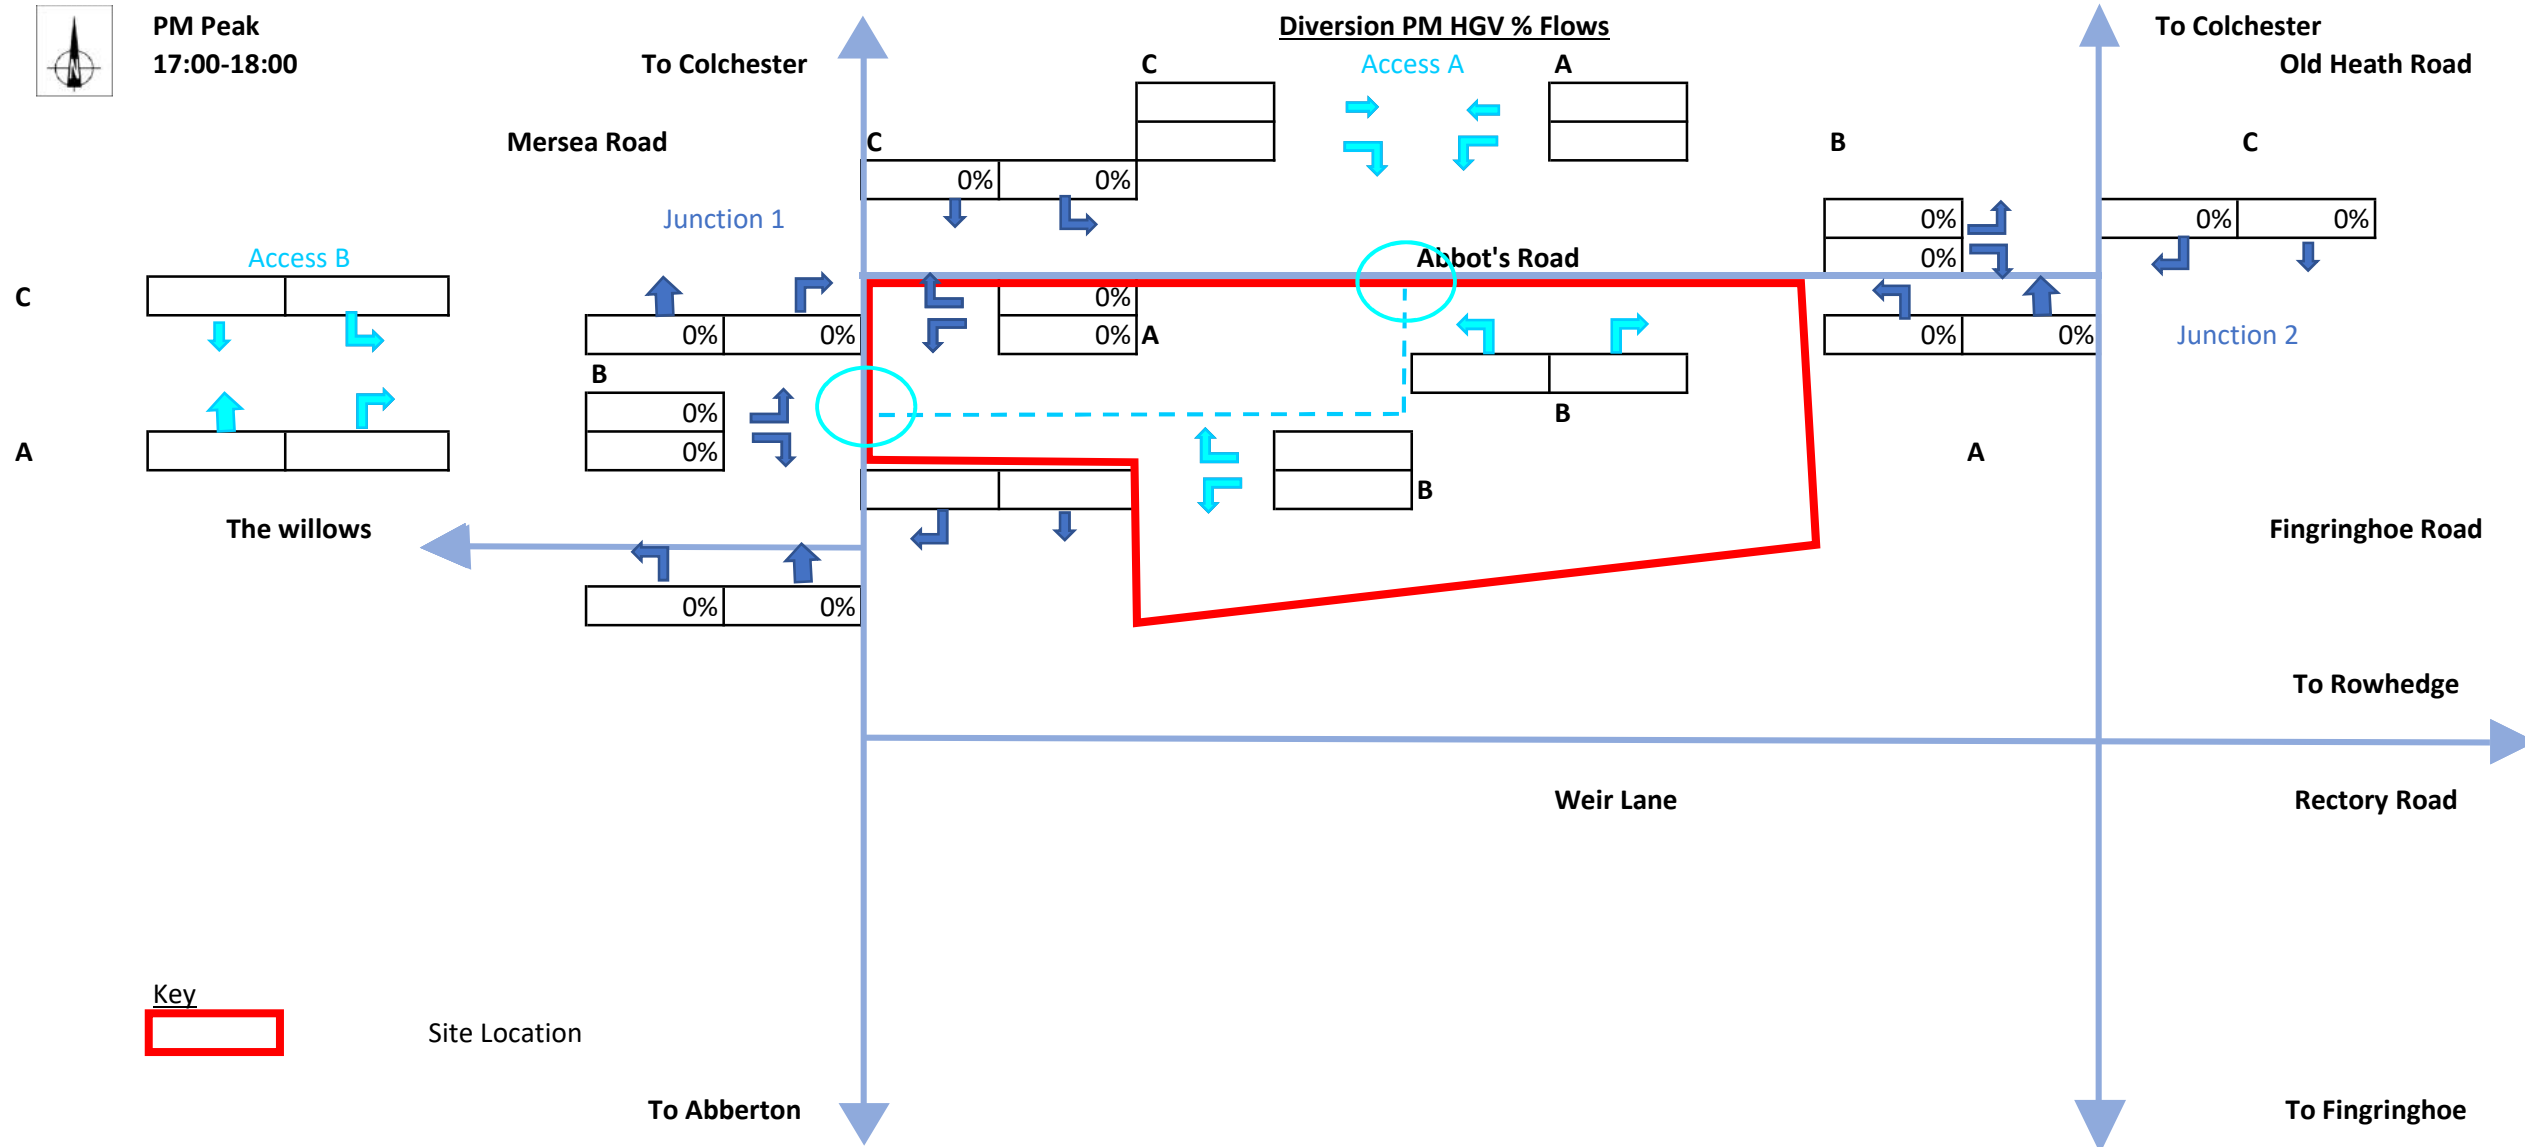 PM Peak
17:00-18:00
Diversion PM HGV % Flows
To Colchester
To Colchester
Old Heath Road
C
Access A
A
Mersea Road
C
B
C
0% 0%
Junction 1
0%
0%
0% 0%
Access B
Abbot's Road
C
0%
0% A
0% 0%
0% 0%
Junction 2
B
0%
0%
B
A
A
B
The willows
Fingringhoe Road
0% 0%
To Rowhedge
Weir Lane
Rectory Road
Key
Site Location
To Abberton
To Fingringhoe